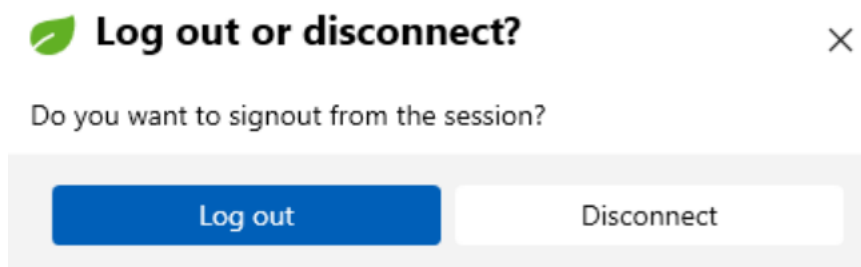 Log out or disconnect?
Do you want to signout from the session?
Log out
Disconnect